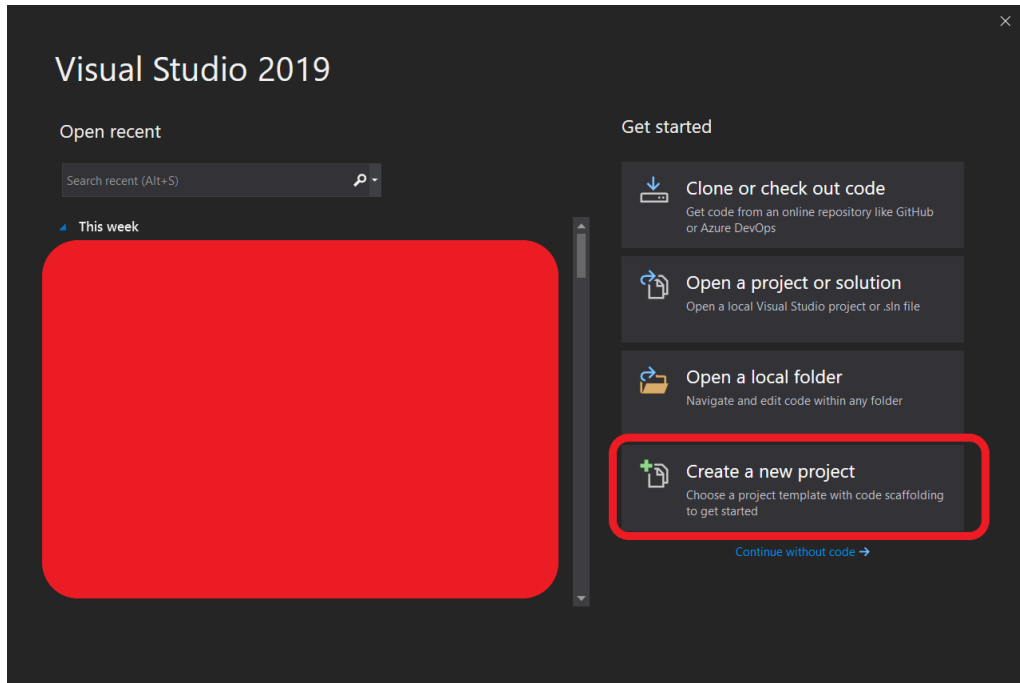 Visual Studio 2019
Open recent
Search recent (Alt+S)
This week
Get started
Clone or check out code
Get code from an online repository like GitHub
or Azure DevOps
Open a project or solution
Open a local Visual Studio project or .sln file
Open a local folder
Navigate and edit code within any folder
Create a new project
Choose a project template with code scaffolding
to get started
Continue without code →